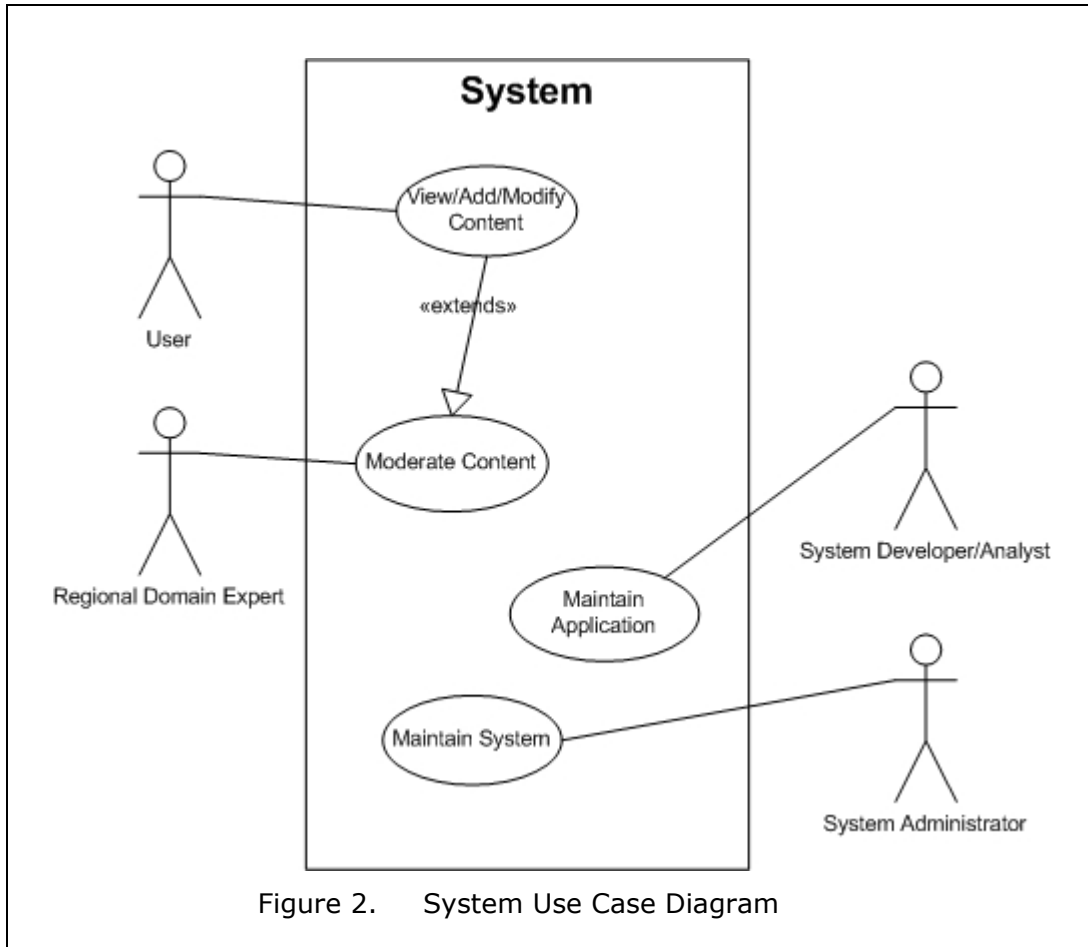 System
View/Add/Modify
Content
«extends»
User
Moderate Content
Regional Domain Expert
System Developer/Analyst
Maintain
Application
Maintain System
System Administrator
Figure 2. System Use Case Diagram